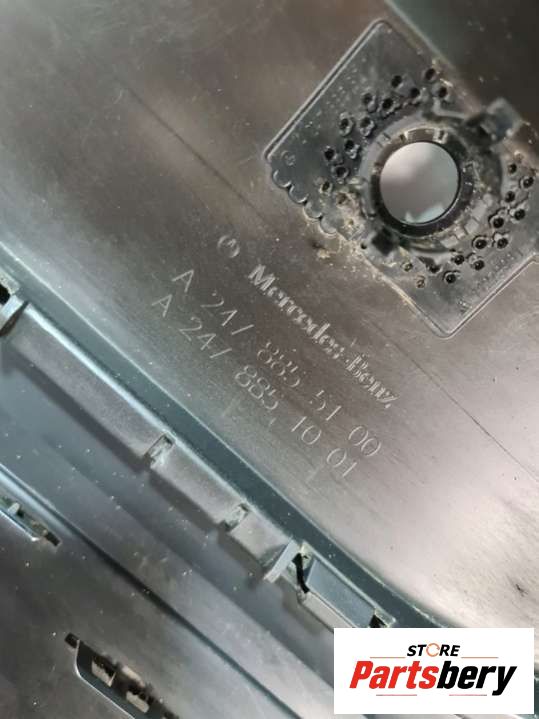 Mercedes-Benz
A 247 885 51 00
A 247 885 10 01
STORE
Partsbery